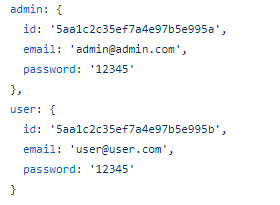 admin: {
id: '5aa1c2c35ef7a4e97b5e995a',
email: 'admin@admin.com',
password: '12345'
},
user: {
id: '5aa1c2c35ef7a4e97b5e995b',
email: 'user@user.com',
password: '12345'
}